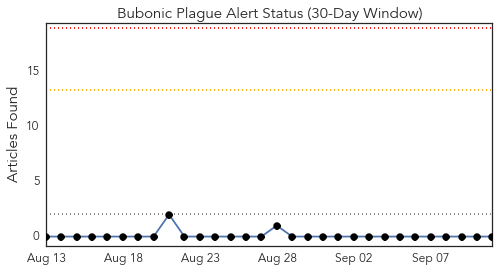 Bubonic Plague Alert Status (30-Day Window)
Articles Found
15
10
5
0
Aug 13 Aug 18 Aug 23 Aug 28 Sep 02 Sep 07